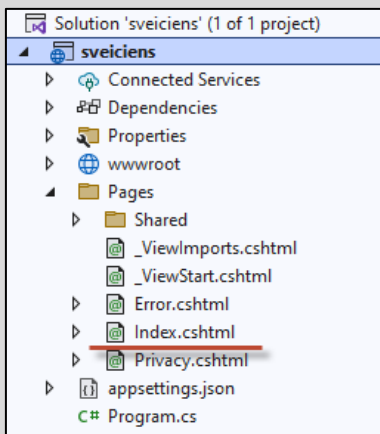 Solution 'sveiciens' (1 of 1 project)
sveiciens
Connected Services
Dependencies
Properties
wwwroot
Pages
Shared
_ViewImports.cshtml
_ViewStart.cshtml
Error.cshtml
Index.cshtml
Privacy.cshtml
appsettings.json
C# Program.cs